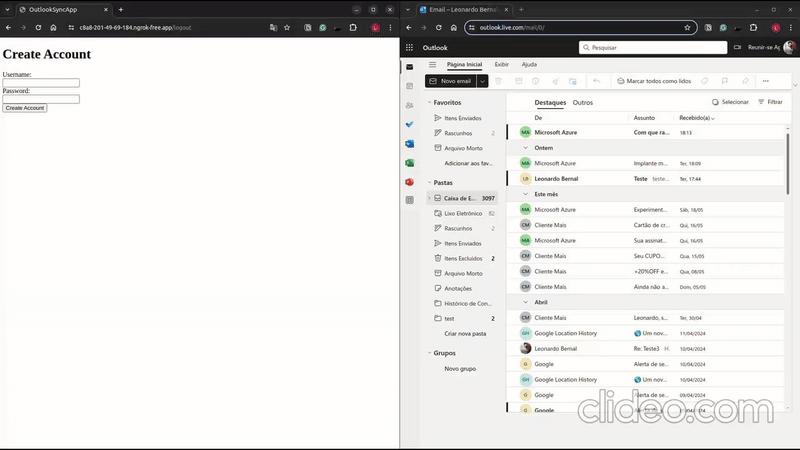 OutlookSyncApp
c8a8-201-49-69-184.ngrok-free.app/logout
Create Account
Username:
Password:
Create Account
Email – Leonardo Bernal
outlook.live.com/mail/0/
Outlook
Pesquisar
Reunir-se Ag
Página Inicial Exibir Ajuda
Novo email
Marcar todos como lidos
Favoritos
Itens Enviados
Rascunhos 2
Arquivo Morto
Adicionar aos fav...
Pastas
Caixa de E... 3097
Lixo Eletrônico 82
Rascunhos 2
Itens Enviados
Itens Excluídos 2
Arquivo Morto
Anotações
Histórico de Con...
test 2
Criar nova pasta
Grupos
Novo grupo
Destaques Outros
Selecionar
Filtrar
De Assunto Recebido(a)
MA Microsoft Azure Com que ra... 18:13
Ontem
MA Microsoft Azure Implante m... Ter, 18:09
LB Leonardo Bernal Teste teste... Ter, 17:44
Este mês
MA Microsoft Azure Experiment... Sáb, 18/05
CM Cliente Mais Cartão de cr... Qui, 16/05
MA Microsoft Azure Sua assinat... Qui, 16/05
CM Cliente Mais Seu CUPO... Qua, 15/05
CM Cliente Mais +20%OFF e... Qua, 08/05
CM Cliente Mais Ainda não a... Dom, 05/05
Abril
CM Cliente Mais Leonardo, s... Ter, 30/04
GH Google Location History Um nov... 11/04/2024
Leonardo Bernal Re: Teste3 H. 10/04/2024
G Google Alerta de se... 10/04/2024
GH Google Location History Um nov... 10/04/2024
G Google Alerta de se... 09/04/2024
G Google
clideo.com